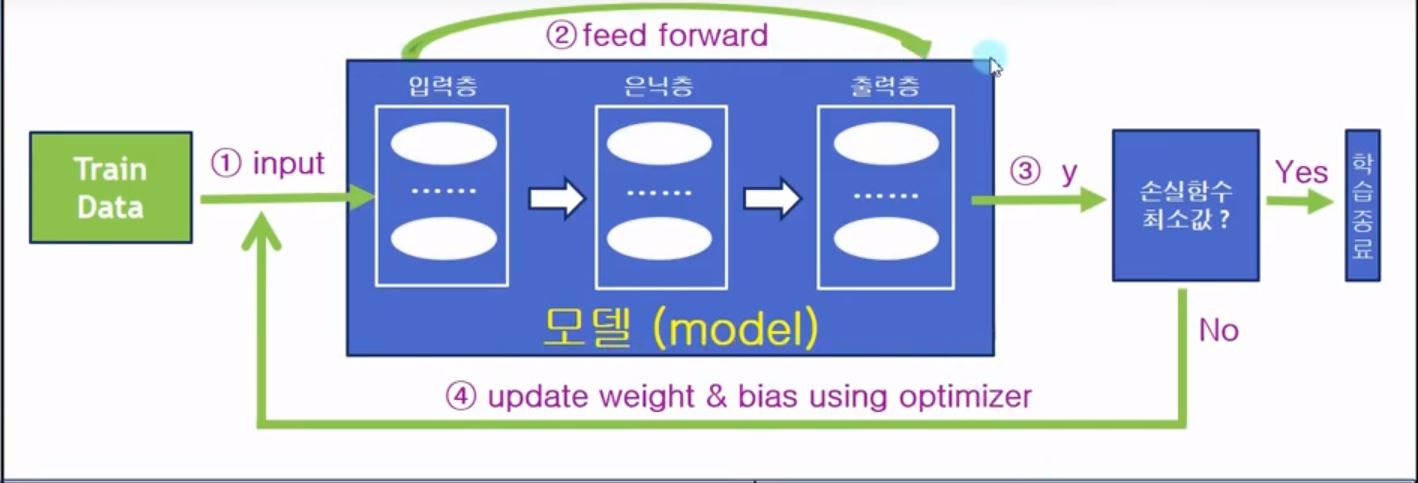 ② feed forward
입력층
은닉층
출력층
Train
Data
① input
......
......
......
③ y
손실함수
최소값 ?
Yes
학습종료
모델 (model)
No
④ update weight & bias using optimizer